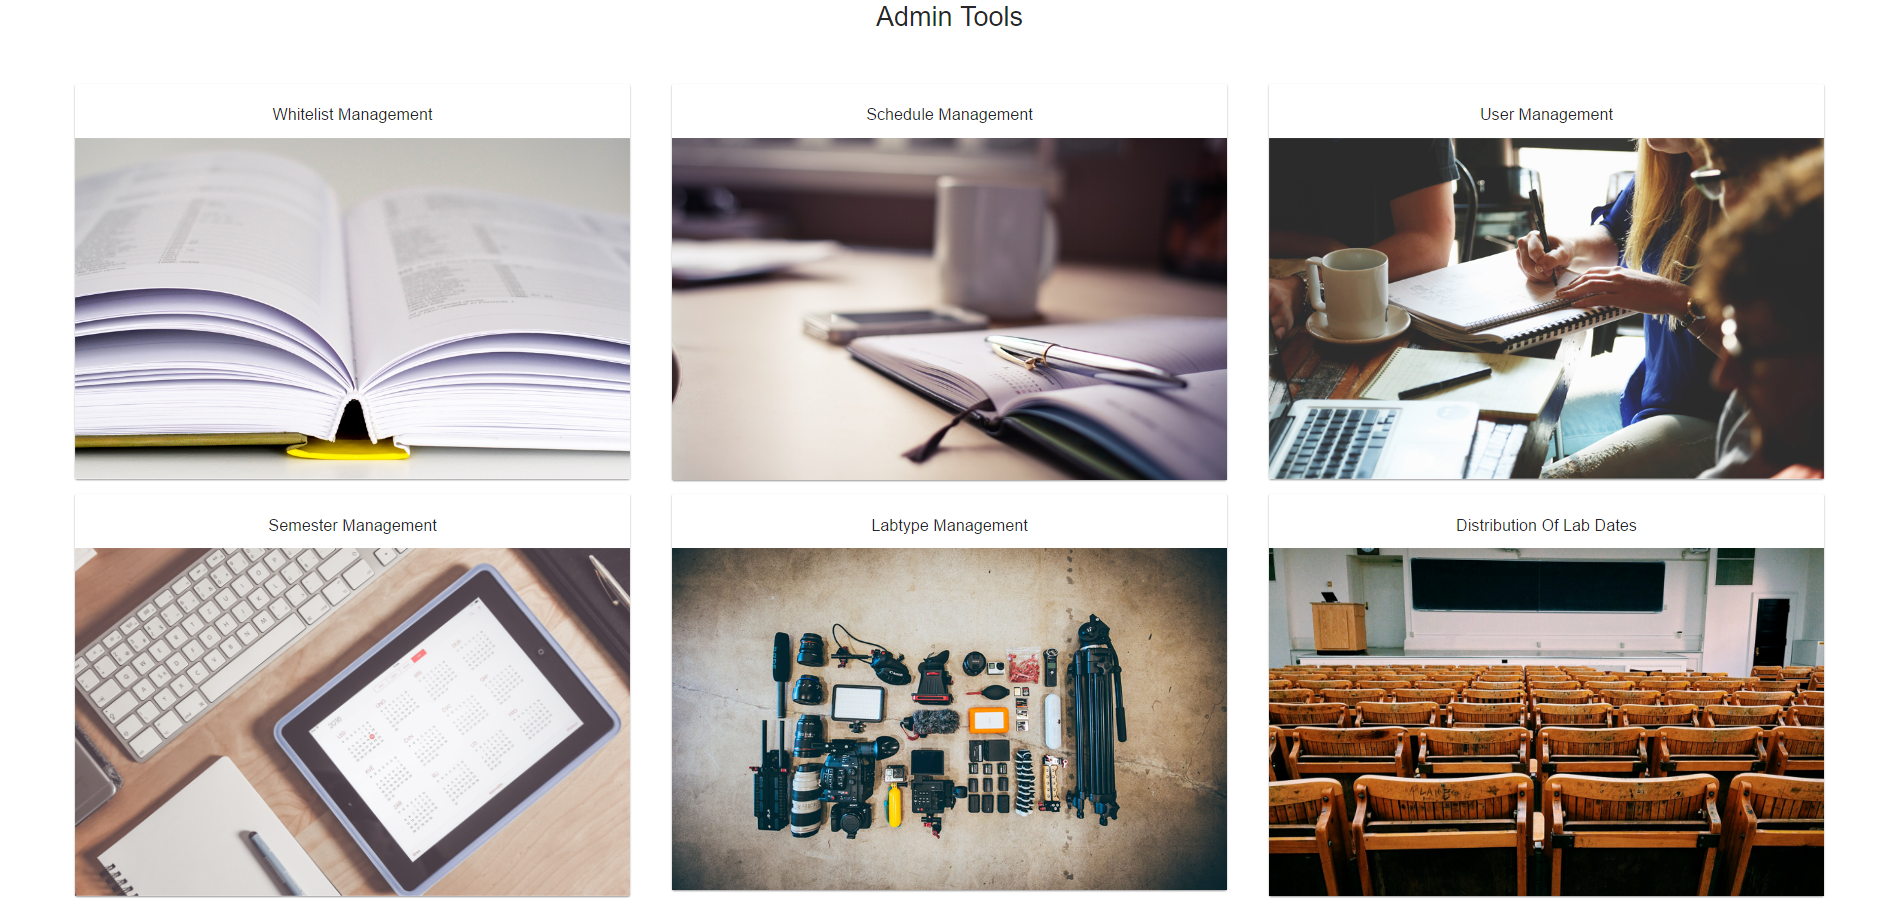 Admin Tools
Whitelist Management
Schedule Management
User Management
Semester Management
Labtype Management
Distribution Of Lab Dates